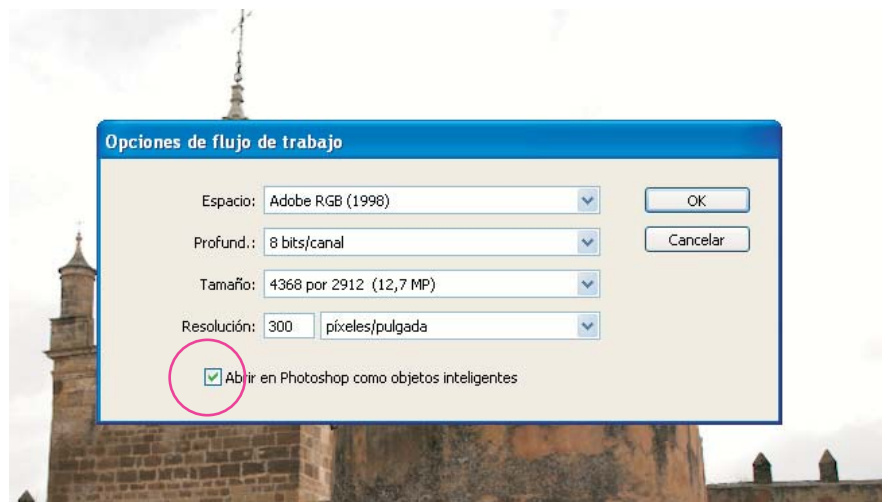 Opciones de flujo de trabajo
Espacio: Adobe RGB (1998) OK
Profund.: 8 bits/canal Cancelar
Tamaño: 4368 por 2912 (12,7 MP)
Resolución: 300 píxeles/pulgada
Abrir en Photoshop como objetos inteligentes